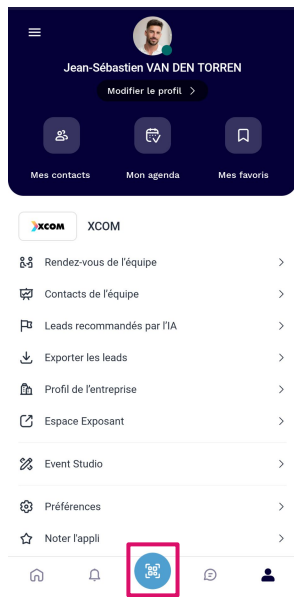 Jean-Sébastien VAN DEN TORREN
Modifier le profil
Mes contacts Mon agenda Mes favoris
XCOM XCOM
Rendez-vous de l'équipe
Contacts de l'équipe
Leads recommandés par l'IA
Exporter les leads
Profil de l'entreprise
Espace Exposant
Event Studio
Préférences
Noter l'appli